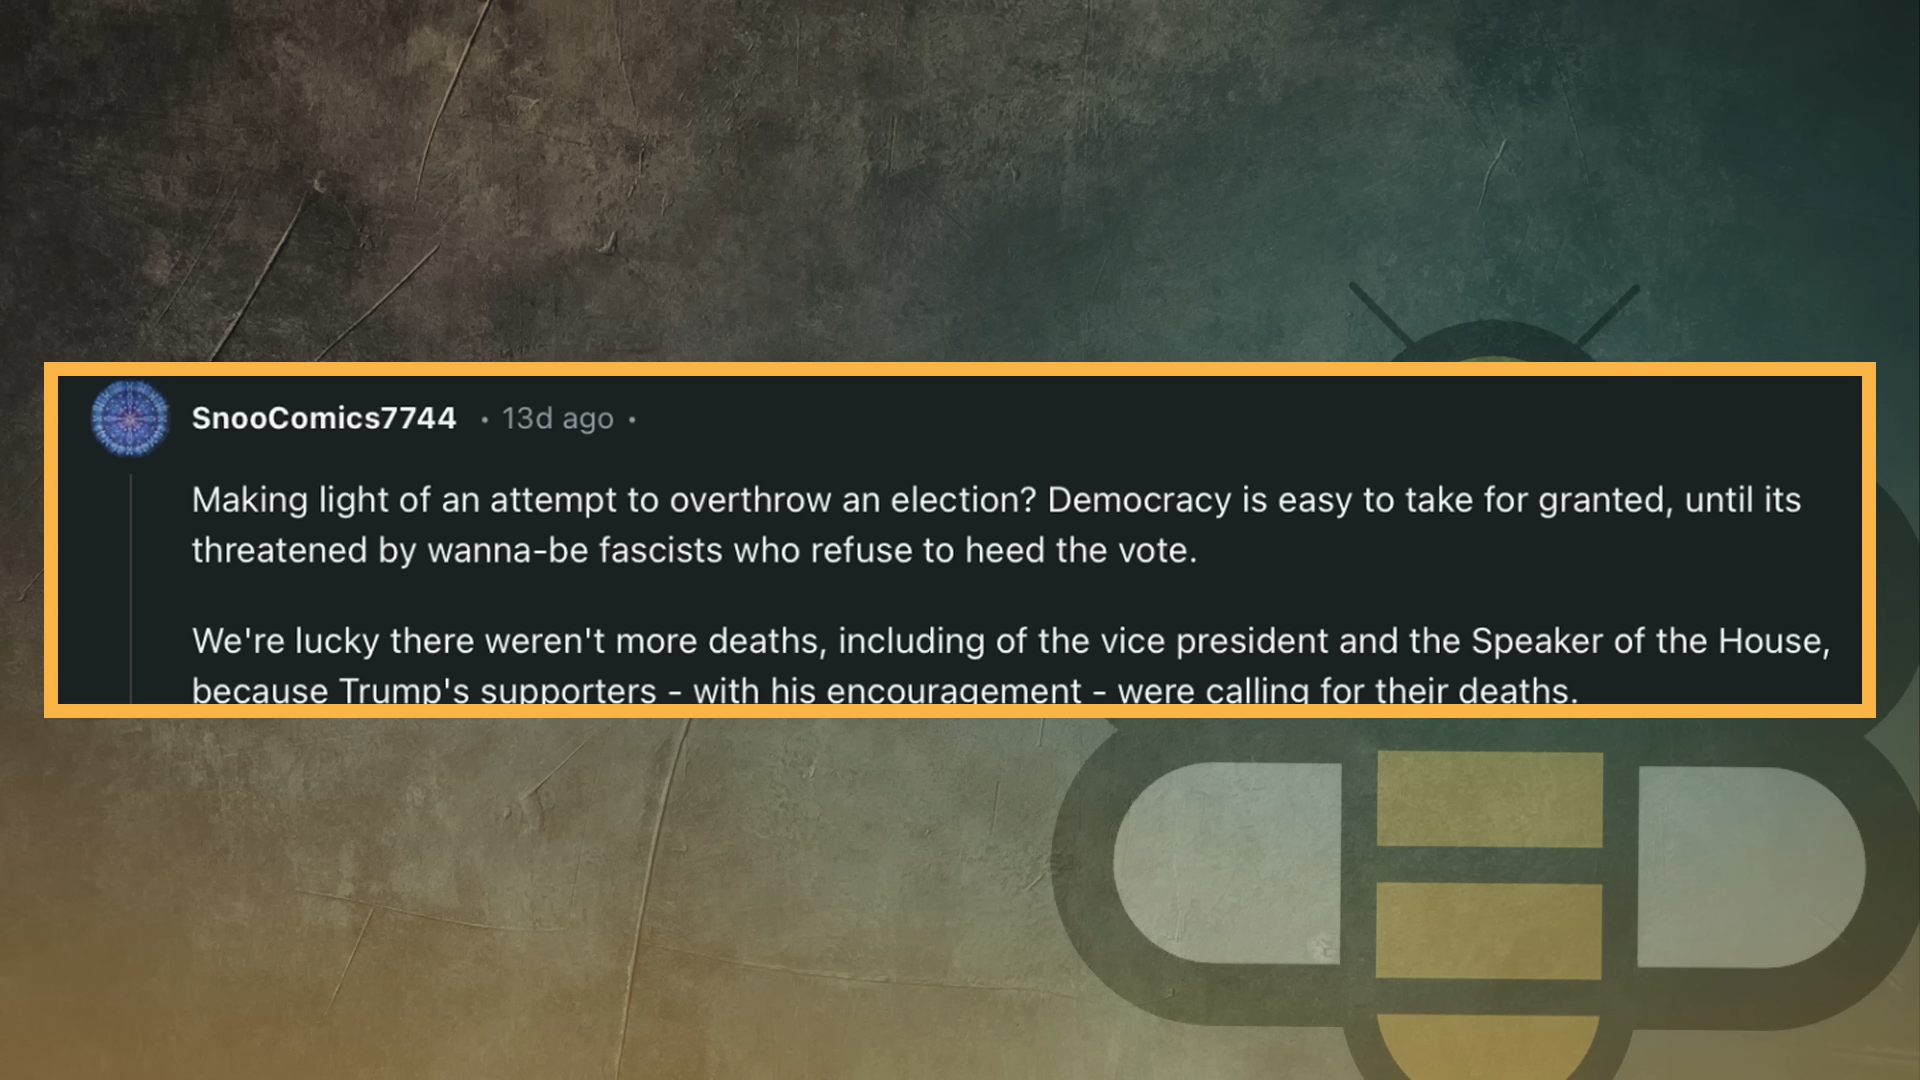 SnooComics7744 • 13d ago •
Making light of an attempt to overthrow an election? Democracy is easy to take for granted, until its
threatened by wanna-be fascists who refuse to heed the vote.
We're lucky there weren't more deaths, including of the vice president and the Speaker of the House,
because Trump's supporters - with his encouragement - were calling for their deaths.